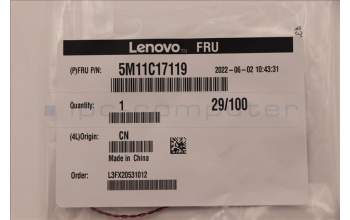 Lenovo™ FRU
(P)FRU P/N: 5M11C17119 2022-06-02 10:43:31
Quantity: 1 29/100
(4L)Origin: CN
Made in China
Order: L3FX20531012